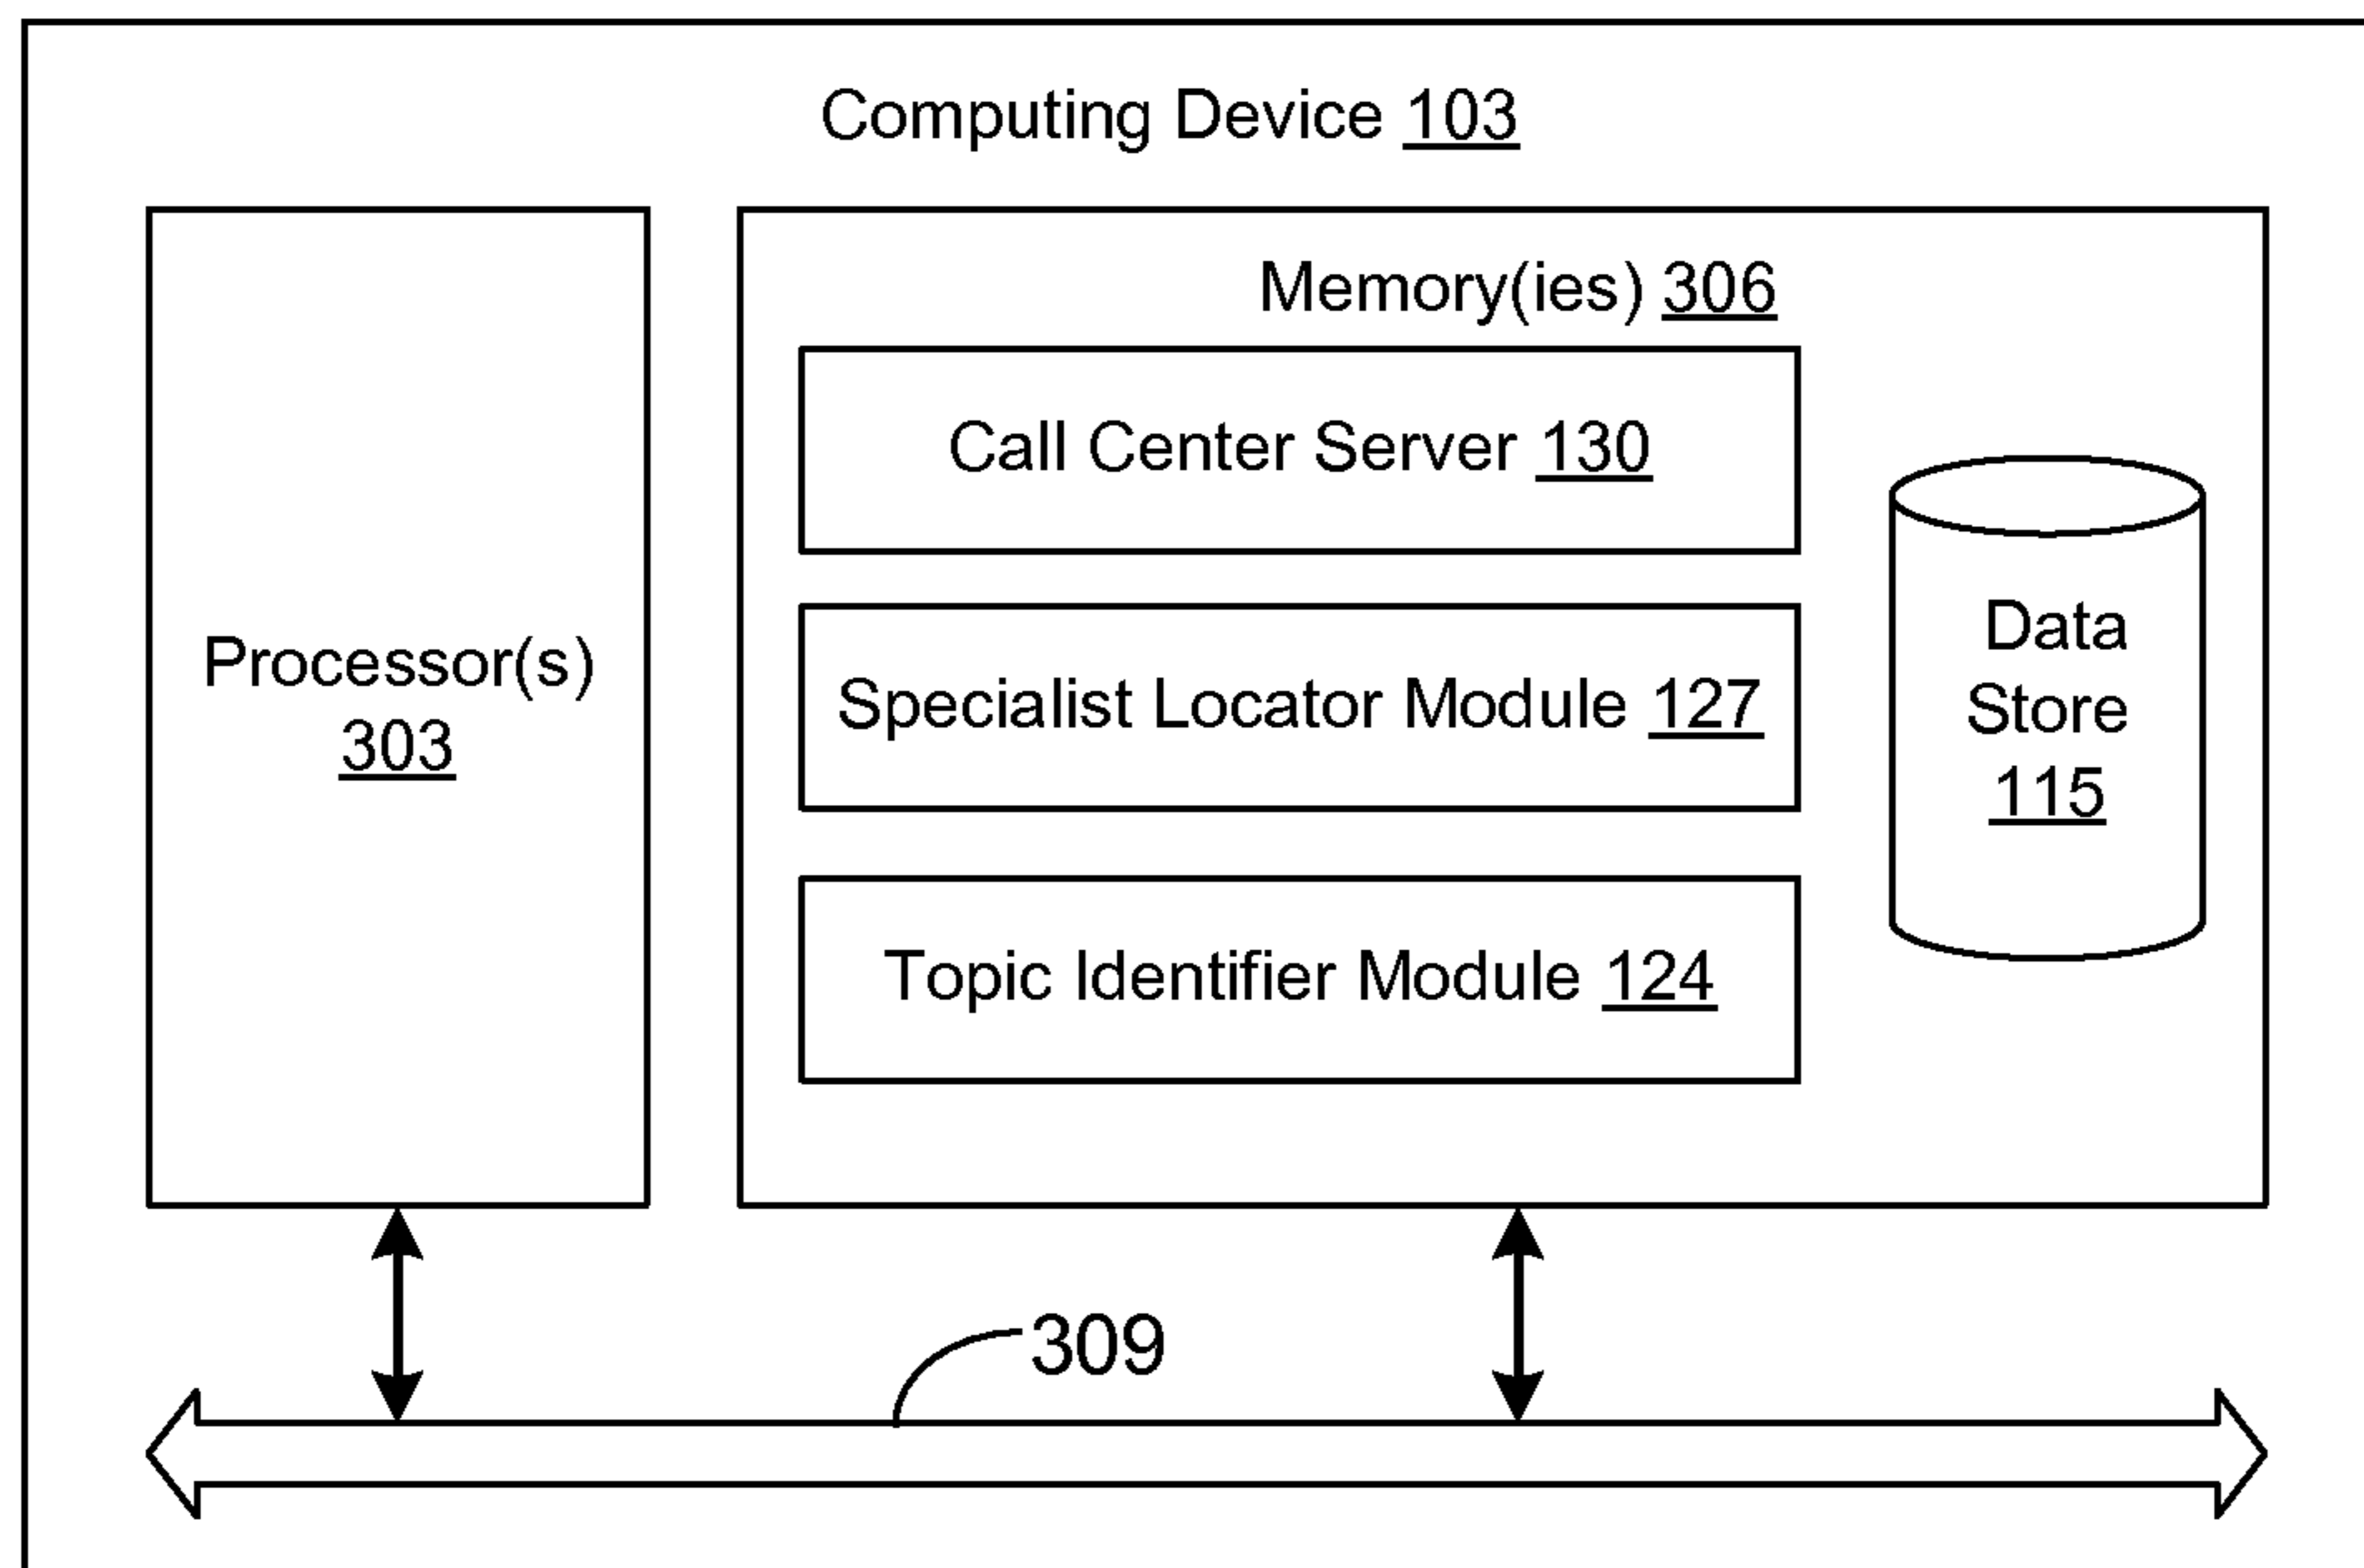 Computing Device 103
Processor(s)
303
Memory(ies) 306
Call Center Server 130
Specialist Locator Module 127
Topic Identifier Module 124
Data
Store
115
309